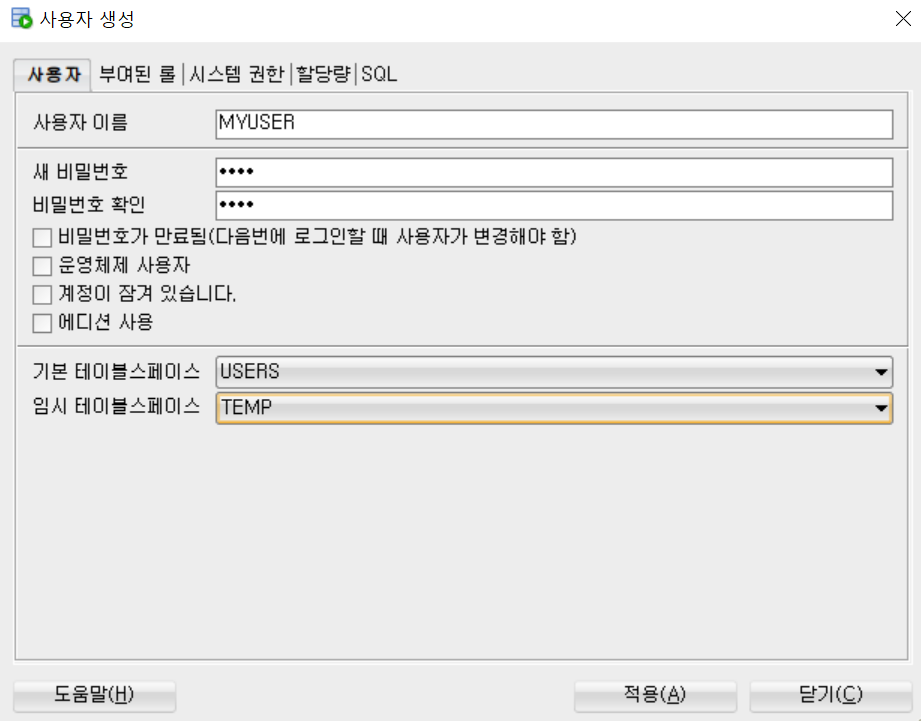 사용자 생성
사용자 부여된 롤 시스템 권한 할당량 SQL
사용자 이름 MYUSER
새 비밀번호 ••••
비밀번호 확인 ••••
비밀번호가 만료됨(다음번에 로그인할 때 사용자가 변경해야 함)
운영체제 사용자
계정이 잠겨 있습니다.
에디션 사용
기본 테이블스페이스 USERS
임시 테이블스페이스 TEMP
도움말(H) 적용(A) 닫기(C)